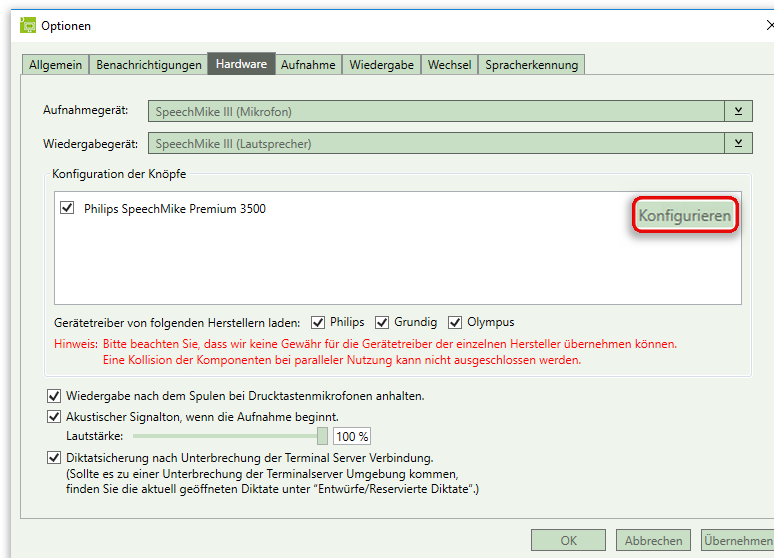 Optionen
Allgemein Benachrichtigungen Hardware Aufnahme Wiedergabe Wechsel Spracherkennung
Aufnahmegerät: SpeechMike III (Mikrofon)
Wiedergabegerät: SpeechMike III (Lautsprecher)
Konfiguration der Knöpfe
Philips SpeechMike Premium 3500
Konfigurieren
Gerätetreiber von folgenden Herstellern laden: Philips Grundig Olympus
Hinweis: Bitte beachten Sie, dass wir keine Gewähr für die Gerätetreiber der einzelnen Hersteller übernehmen können.
Eine Kollision der Komponenten bei paralleler Nutzung kann nicht ausgeschlossen werden.
Wiedergabe nach dem Spulen bei Drucktastenmikrofonen anhalten.
Akustischer Signalton, wenn die Aufnahme beginnt.
Lautstärke: 100 %
Diktatsicherung nach Unterbrechung der Terminal Server Verbindung.
(Sollte es zu einer Unterbrechung der Terminalserver Umgebung kommen,
finden Sie die aktuell geöffneten Diktate unter "Entwürfe/Reservierte Diktate".)
OK Abbrechen Übernehmen